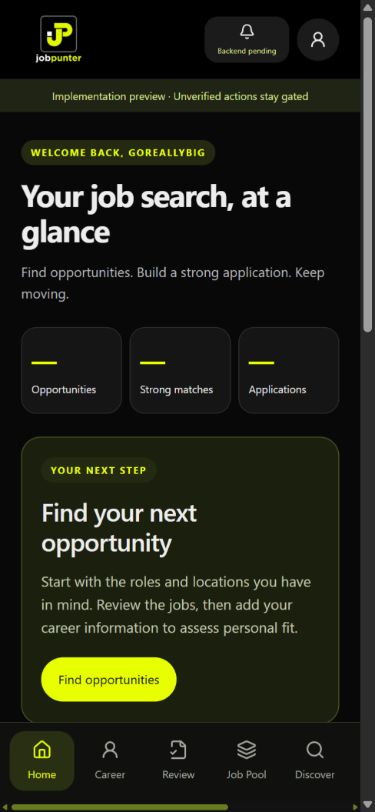 JP
jobpunter
Backend pending
Implementation preview · Unverified actions stay gated
WELCOME BACK, GOREALLYBIG
Your job search, at a
glance
Find opportunities. Build a strong application. Keep
moving.
— — —
Opportunities Strong matches Applications
YOUR NEXT STEP
Find your next
opportunity
Start with the roles and locations you have
in mind. Review the jobs, then add your
career information to assess personal fit.
Find opportunities
Home Career Review Job Pool Discover